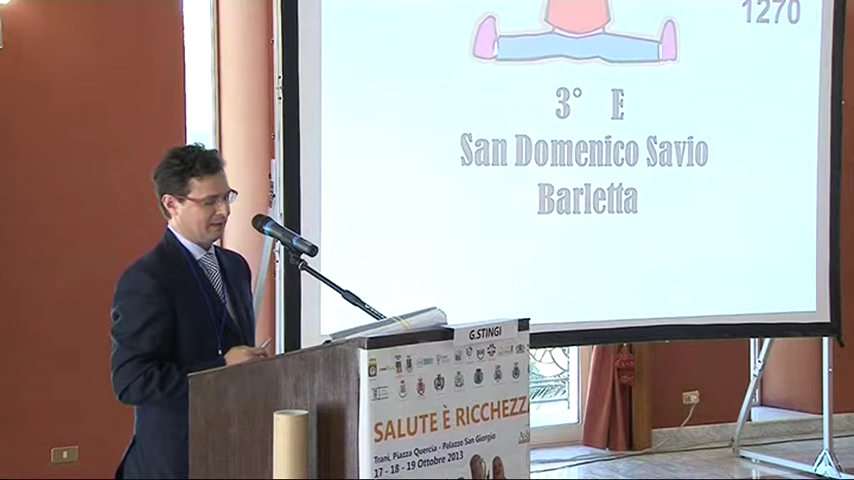 1270
3° E
San Domenico Savio
Barletta
G.STINGI
SALUTE È RICCHEZZ
Trani, Piazza Quercia - Palazzo San Giorgio
17 - 18 - 19 Ottobre 2013